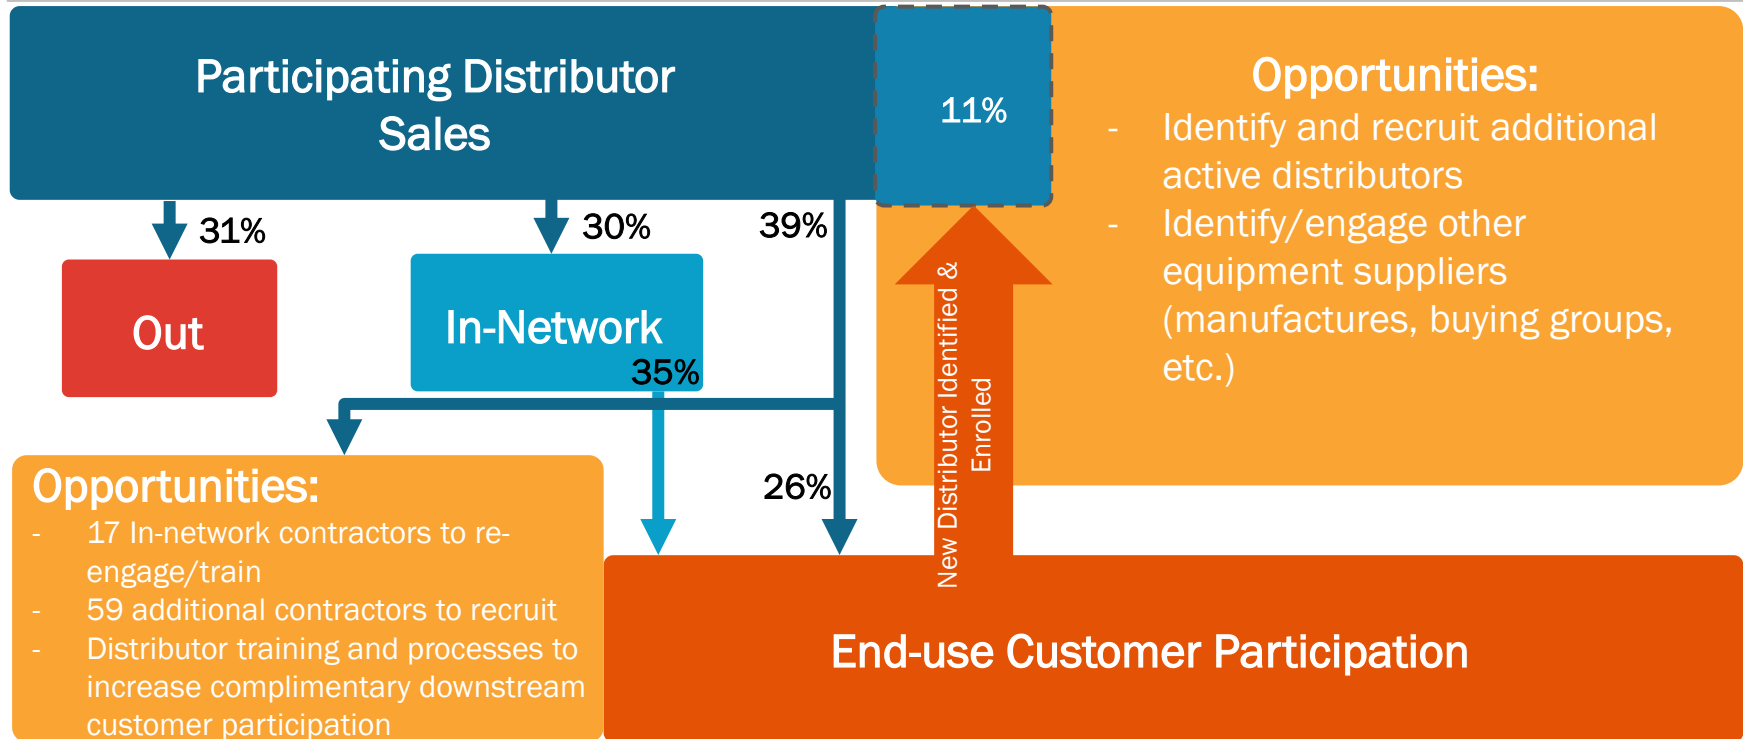 Participating Distributor
Sales
11%
Opportunities:
- Identify and recruit additional
active distributors
- Identify/engage other
equipment suppliers
(manufactures, buying groups,
etc.)
31%
30%
39%
Out
In-Network
35%
New Distributor Identified &
Enrolled
26%
Opportunities:
- 17 In-network contractors to re-
engage/train
- 59 additional contractors to recruit
- Distributor training and processes to
increase complimentary downstream
customer participation
End-use Customer Participation